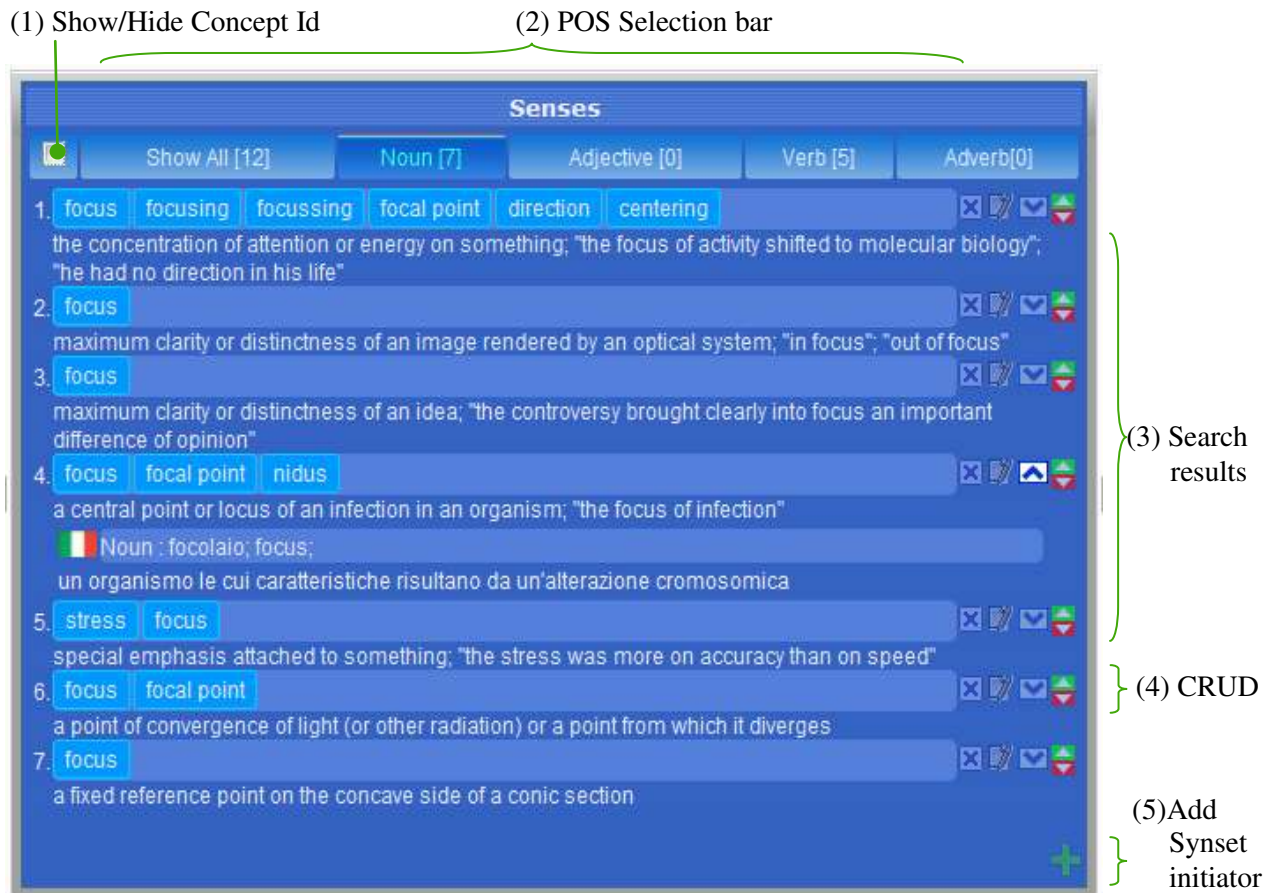 (1) Show/Hide Concept Id
(2) POS Selection bar
Senses
Show All [12] Noun [7] Adjective [0] Verb [5] Adverb[0]
1. focus focusing focussing focal point direction centering
the concentration of attention or energy on something; "the focus of activity shifted to molecular biology";
"he had no direction in his life"
2. focus
maximum clarity or distinctness of an image rendered by an optical system; "in focus"; "out of focus"
3. focus
maximum clarity or distinctness of an idea; "the controversy brought clearly into focus an important
difference of opinion"
4. focus focal point nidus
a central point or locus of an infection in an organism; "the focus of infection"
Noun : focolaio; focus;
un organismo le cui caratteristiche risultano da un'alterazione cromosomica
5. stress focus
special emphasis attached to something; "the stress was more on accuracy than on speed"
6. focus focal point
a point of convergence of light (or other radiation) or a point from which it diverges
7. focus
a fixed reference point on the concave side of a conic section
(3) Search
results
(4) CRUD
(5)Add
Synset
initiator